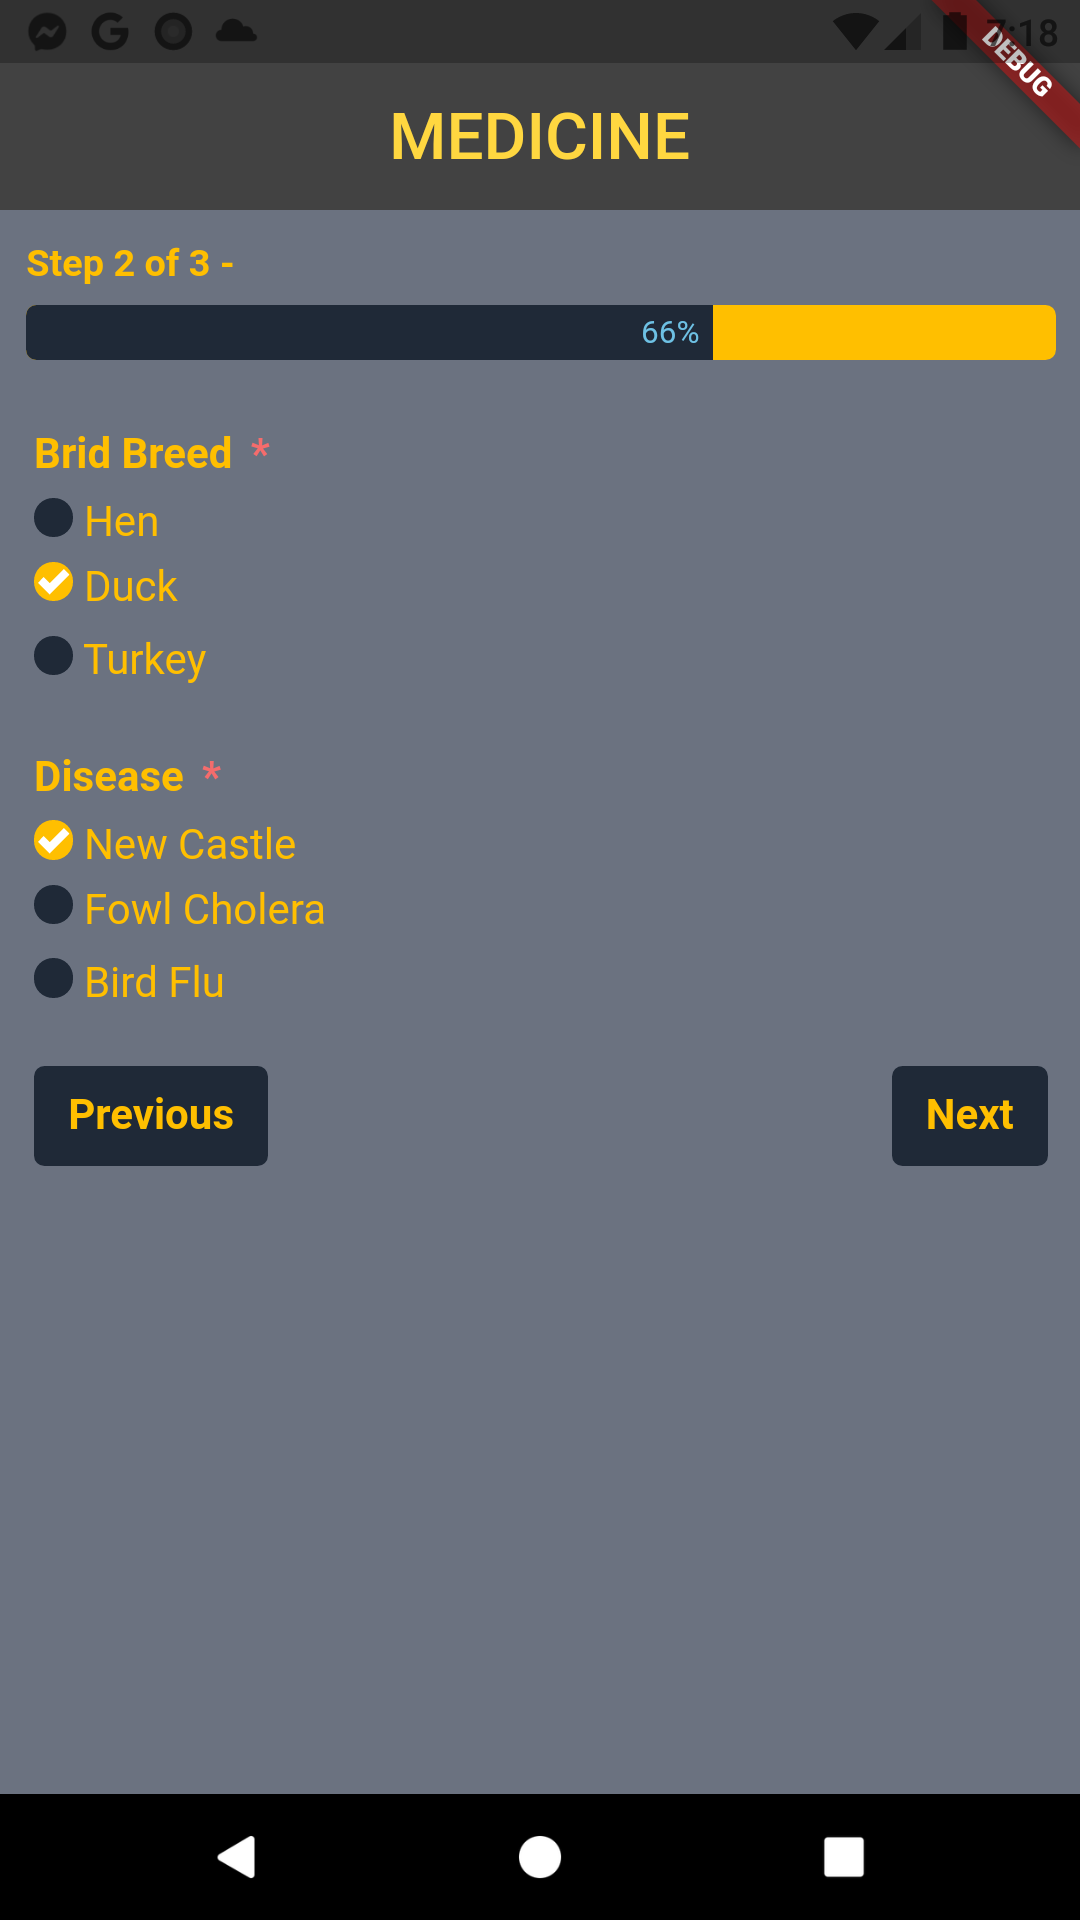 7:18
DEBUG
MEDICINE
Step 2 of 3 -
66%
Brid Breed *
Hen
Duck
Turkey
Disease *
New Castle
Fowl Cholera
Bird Flu
Previous
Next